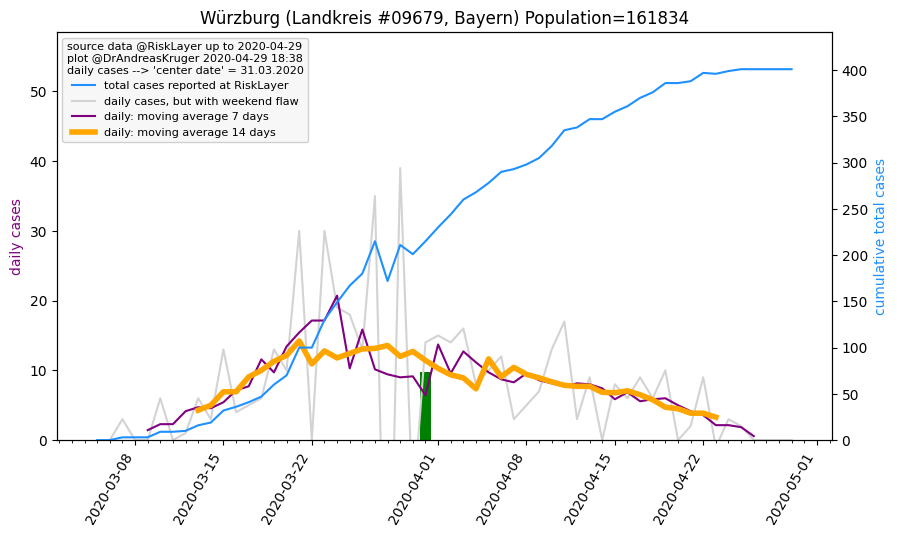 Würzburg (Landkreis #09679, Bayern) Population=161834
source data @RiskLayer up to 2020-04-29
plot @DrAndreasKruger 2020-04-29 18:38
daily cases --> 'center date' = 31.03.2020
total cases reported at RiskLayer
daily cases, but with weekend flaw
daily: moving average 7 days
daily: moving average 14 days
daily cases
50
40
30
20
10
0
cumulative total cases
400
350
300
250
200
150
100
50
0
2020-03-08
2020-03-15
2020-03-22
2020-04-01
2020-04-08
2020-04-15
2020-04-22
2020-05-01